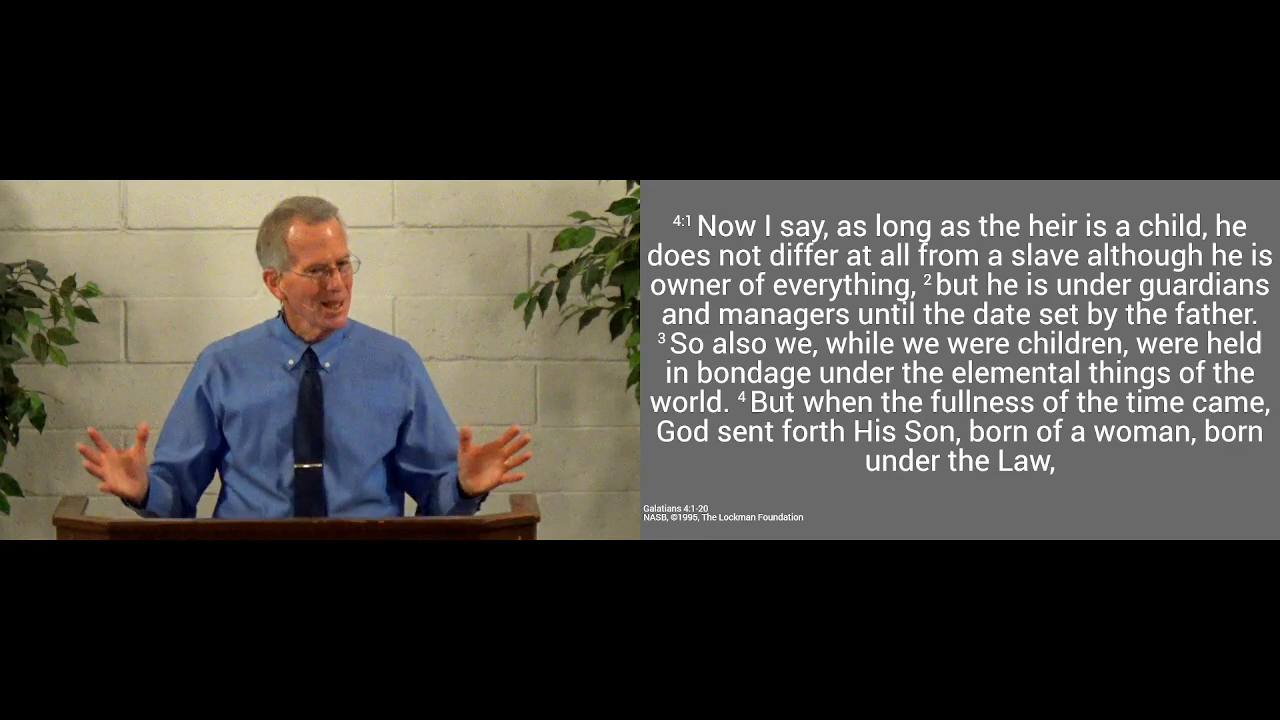 4:1 Now I say, as long as the heir is a child, he
does not differ at all from a slave although he is
owner of everything, 2 but he is under guardians
and managers until the date set by the father.
3 So also we, while we were children, were held
in bondage under the elemental things of the
world. 4 But when the fullness of the time came,
God sent forth His Son, born of a woman, born
under the Law,
Galatians 4:1-20
NASB, ©1995, The Lockman Foundation